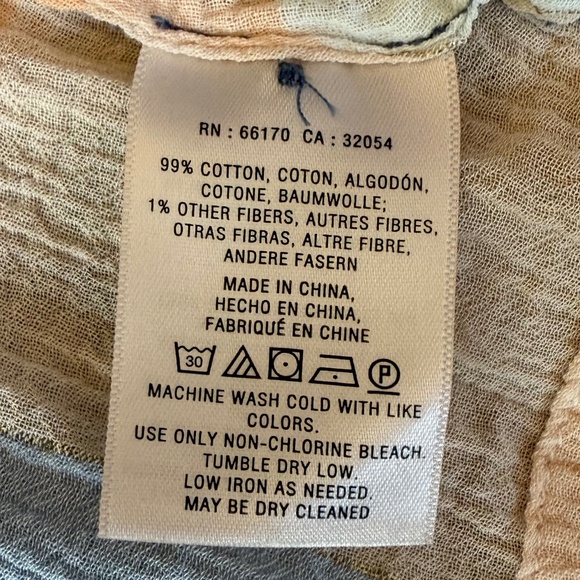 RN : 66170 CA : 32054
99% COTTON, COTON, ALGODÓN,
COTONE, BAUMWOLLE;
1% OTHER FIBERS, AUTRES FIBRES,
OTRAS FIBRAS, ALTRE FIBRE,
ANDERE FASERN
MADE IN CHINA,
HECHO EN CHINA,
FABRIQUÉ EN CHINE
30 P
MACHINE WASH COLD WITH LIKE
COLORS.
USE ONLY NON-CHLORINE BLEACH.
TUMBLE DRY LOW.
LOW IRON AS NEEDED.
MAY BE DRY CLEANED